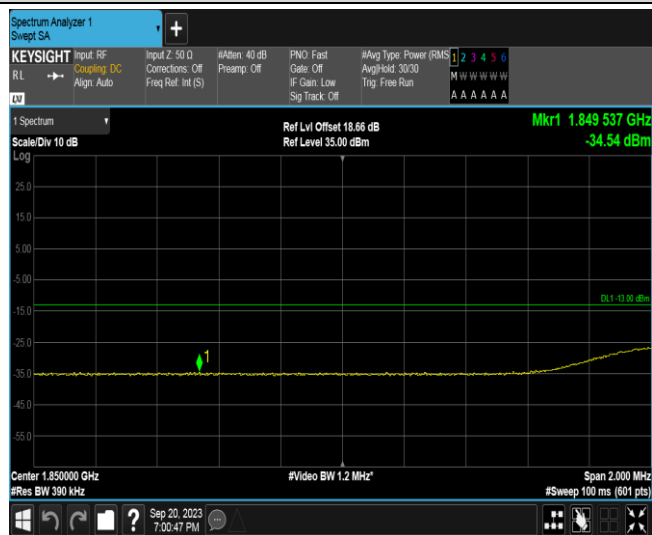 Spectrum Analyzer 1
Swept SA
+
KEYSIGHT
RL
LXI
Input: RF
Coupling: DC
Align: Auto
Input Z: 50 Ω
Corrections: Off
Freq Ref: Int (S)
#Atten: 40 dB
Preamp: Off
PNO: Fast
Gate: Off
IF Gain: Low
Sig Track: Off
#Avg Type: Power (RMS
Avg|Hold: 30/30
Trig: Free Run
1 2 3 4 5 6
M W W W W W
A A A A A A
1 Spectrum
Scale/Div 10 dB
Log
Ref Lvl Offset 18.66 dB
Ref Level 35.00 dBm
Mkr1 1.849 537 GHz
-34.54 dBm
25.0
15.0
5.00
-5.00
DL1 -13.00 dBm
-15.0
-25.0
1
-35.0
-45.0
-55.0
Center 1.850000 GHz
#Res BW 390 kHz
#Video BW 1.2 MHz*
Span 2.000 MHz
#Sweep 100 ms (601 pts)
?
Sep 20, 2023
7:00:47 PM